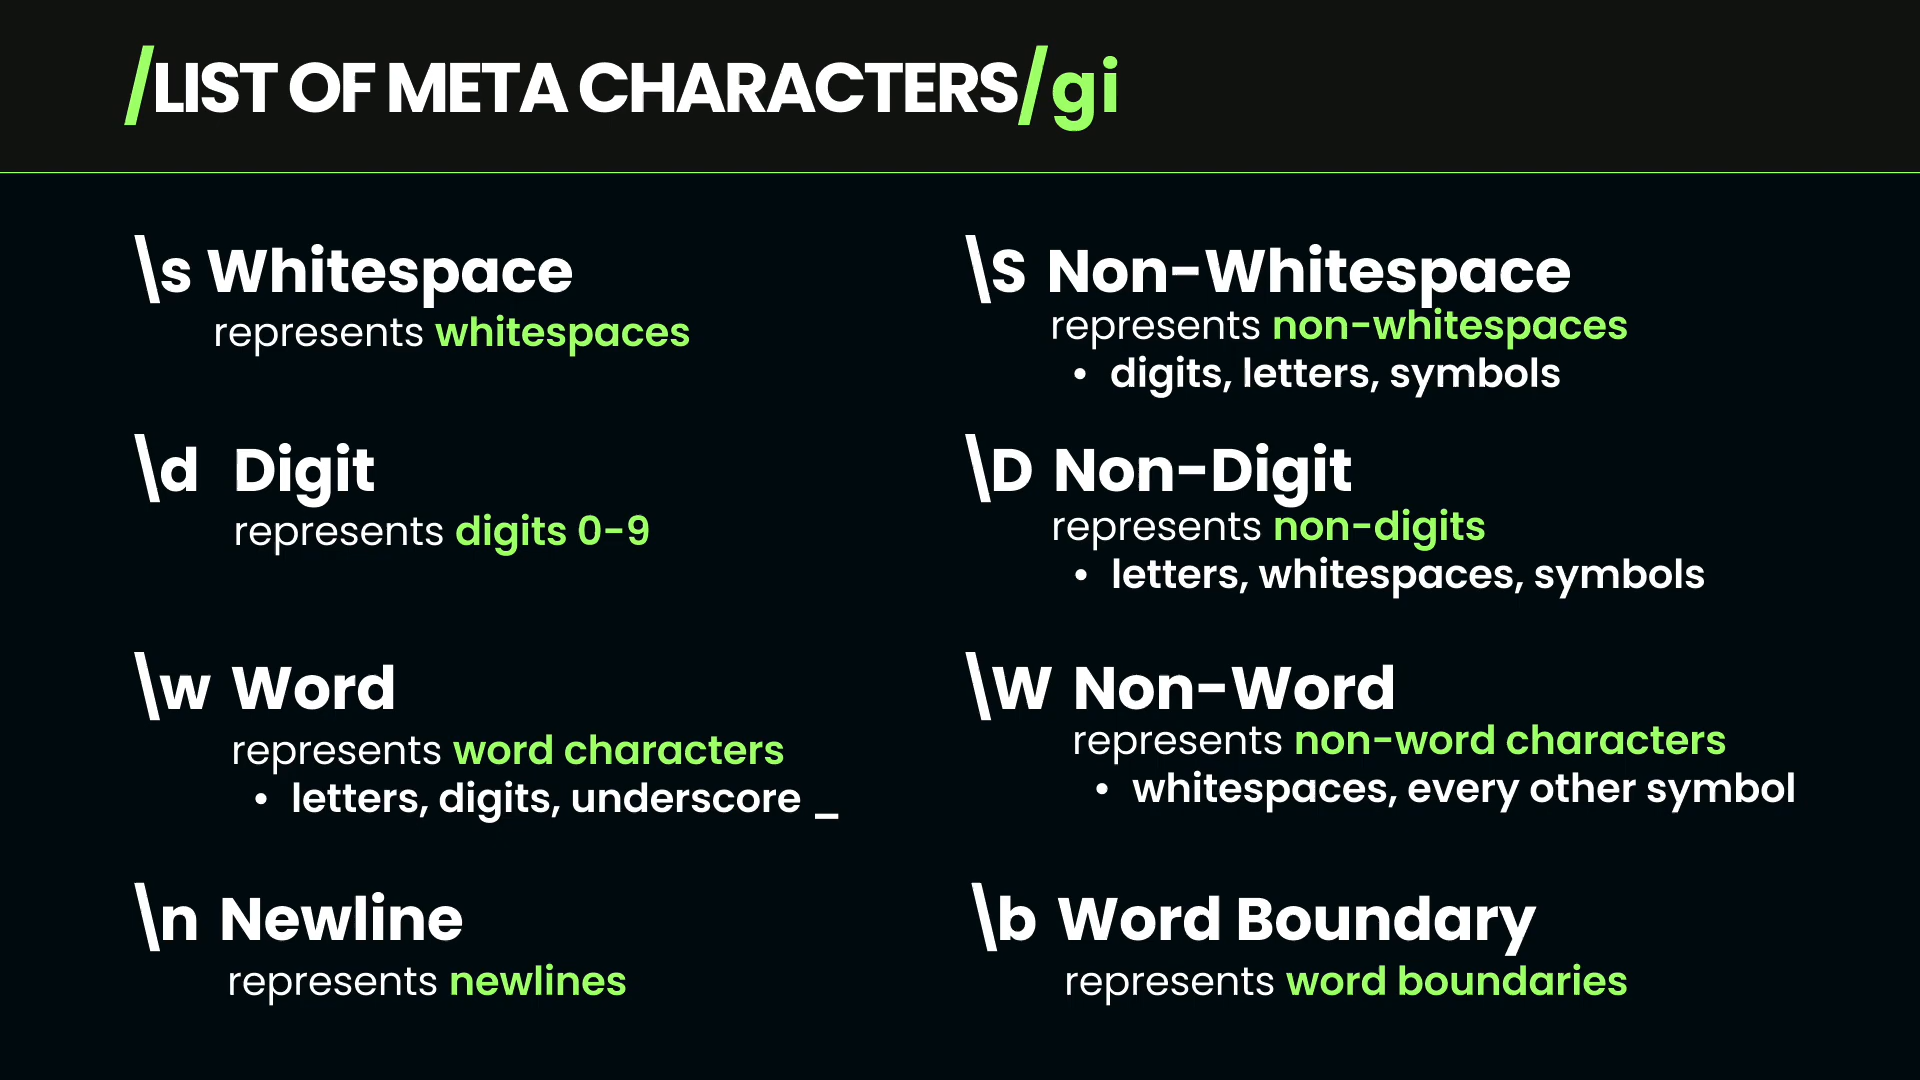 /LIST OF META CHARACTERS/gi
\s Whitespace
represents whitespaces
\S Non-Whitespace
represents non-whitespaces
• digits, letters, symbols
\d Digit
represents digits 0-9
\D Non-Digit
represents non-digits
• letters, whitespaces, symbols
\w Word
represents word characters
• letters, digits, underscore _
\W Non-Word
represents non-word characters
• whitespaces, every other symbol
\n Newline
represents newlines
\b Word Boundary
represents word boundaries